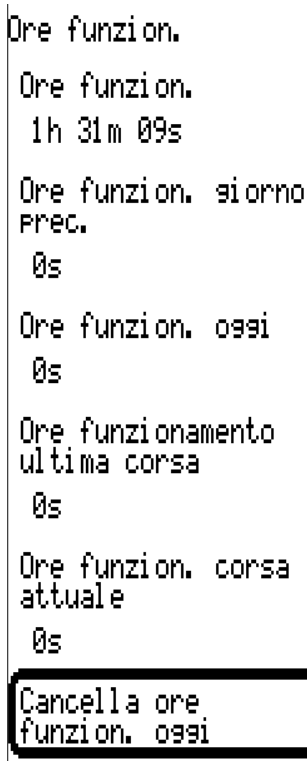 Ore funzion.
Ore funzion.
1h 31m 09s
Ore funzion. giorno
prec.
0s
Ore funzion. oggi
0s
Ore funzionamento
ultima corsa
0s
Ore funzion. corsa
attuale
0s
Cancella ore
funzion. oggi